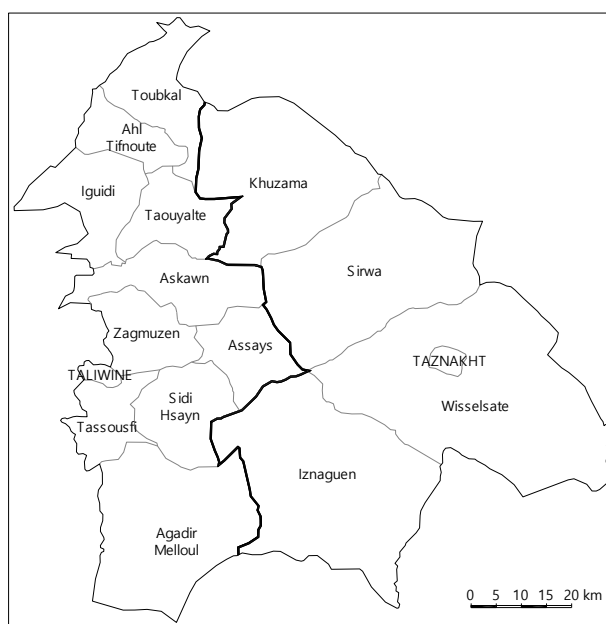 Toubkal
Ahl
Tifnoute
Khuzama
Iguidi
Taouyalte
Askawn
Sirwa
Zagmuzen
Assays
TALIWINE
TAZNAKHT
Sidi
Hsayn
Wisselsate
Tassousfi
Iznaguen
Agadir
Melloul
0 5 10 15 20 km